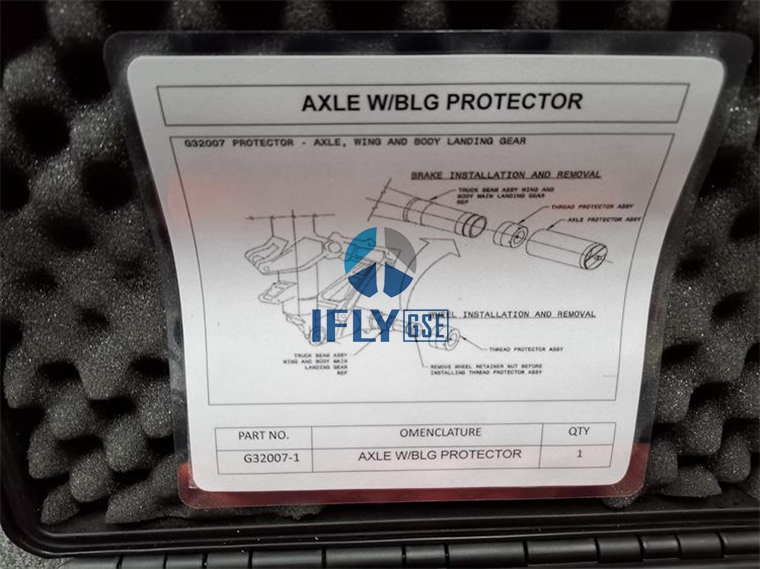 AXLE W/BLG PROTECTOR
G32007 PROTECTOR - AXLE, WING AND BODY LANDING GEAR
BRAKE INSTALLATION AND REMOVAL
TRUCK BEAM ASSY WING AND
BODY MAIN LANDING GEAR
REF
THREAD PROTECTOR ASSY
AXLE PROTECTOR ASSY
IFLY GSE
WHEEL INSTALLATION AND REMOVAL
THREAD PROTECTOR ASSY
TRUCK BEAM ASSY
WING AND BODY MAIN
LANDING GEAR
REF
REMOVE WHEEL RETAINER NUT BEFORE
INSTALLING THREAD PROTECTOR ASSY
PART NO. OMENCLATURE QTY
G32007-1 AXLE W/BLG PROTECTOR 1